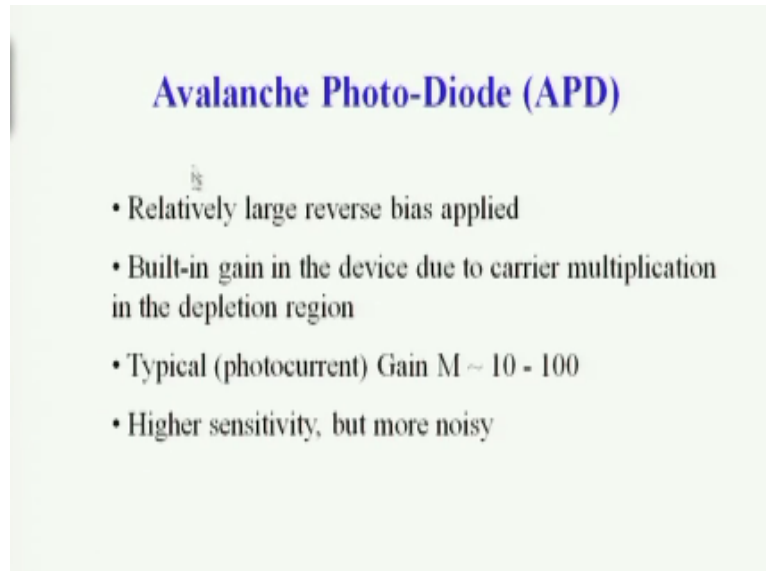 Avalanche Photo-Diode (APD)
• Relatively large reverse bias applied
• Built-in gain in the device due to carrier multiplication
in the depletion region
• Typical (photocurrent) Gain M ~ 10 - 100
• Higher sensitivity, but more noisy